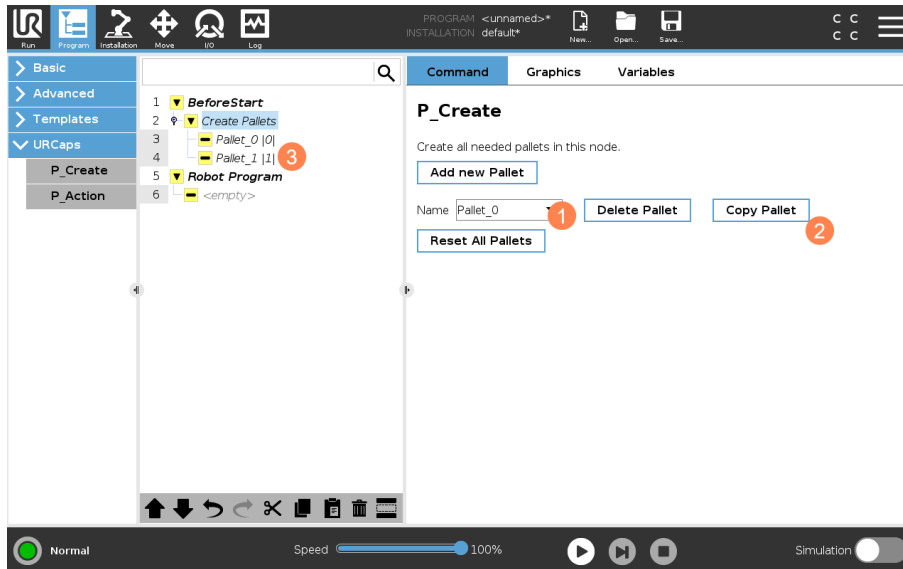 UR
Run
Program
Installation
Move
I/O
Log
PROGRAM <unnamed>*
INSTALLATION default*
New...
Open...
Save...
C C
C C
Basic
Advanced
Templates
URCaps
P_Create
P_Action
1 BeforeStart
2 Create Pallets
3 Pallet_0 |0|
4 Pallet_1 |1|
3
5 Robot Program
6 <empty>
Command Graphics Variables
P_Create
Create all needed pallets in this node.
Add new Pallet
Name Pallet_0 1 Delete Pallet Copy Pallet
2
Reset All Pallets
Normal
Speed 100%
Simulation